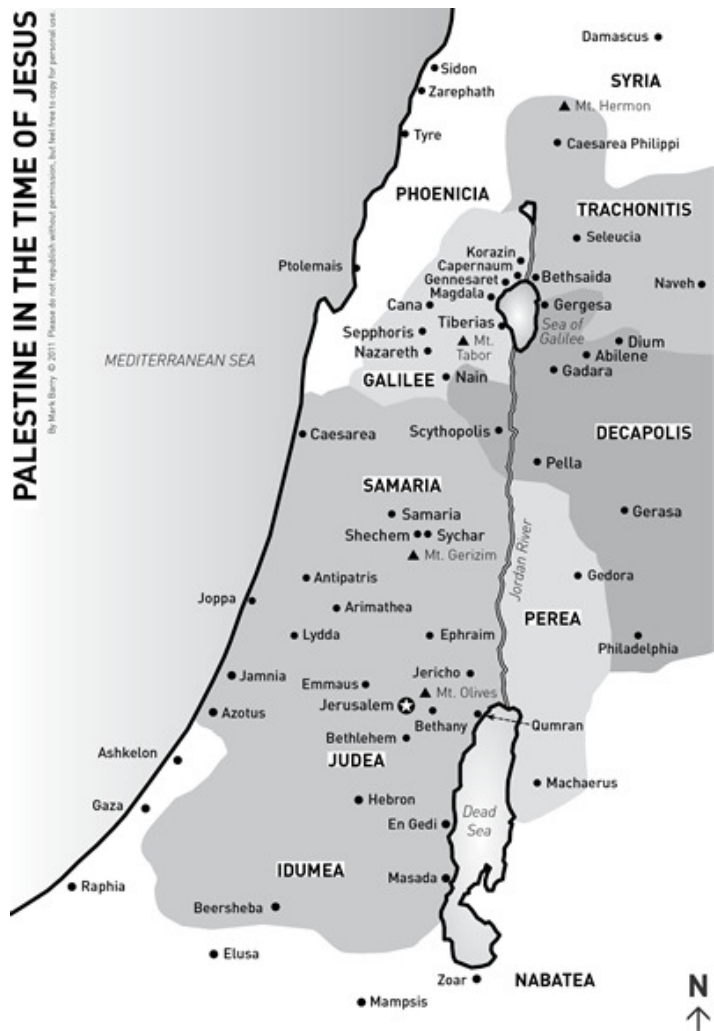 PALESTINE IN THE TIME OF JESUS
By Mark Barry © 2011 Please do not republish without permission, but feel free to copy for personal use.
Damascus
SYRIA
Sidon
Zarephath
Mt. Hermon
Tyre
Caesarea Philippi
PHOENICIA
TRACHONITIS
Seleucia
Korazin
Ptolemais
Capernaum
Gennesaret
Bethsaida
Naveh
Magdala
Cana
Gergesa
Tiberias
Sea of
Galilee
Sepphoris
Mt.
Tabor
Dium
Nazareth
Abilene
MEDITERRANEAN SEA
GALILEE
Nain
Gadara
Caesarea
Scythopolis
DECAPOLIS
Pella
SAMARIA
Samaria
Gerasa
Shechem
Sychar
Mt. Gerizim
Jordan River
Antipatris
Gedora
Joppa
Arimathea
PEREA
Lydda
Ephraim
Philadelphia
Jericho
Jamnia
Emmaus
Mt. Olives
Jerusalem
Azotus
Bethany
Qumran
Bethlehem
Ashkelon
JUDEA
Machaerus
Hebron
Gaza
Dead
Sea
En Gedi
IDUMEA
Masada
Raphia
Beersheba
Elusa
Zoar
NABATEA
N
Mampsis